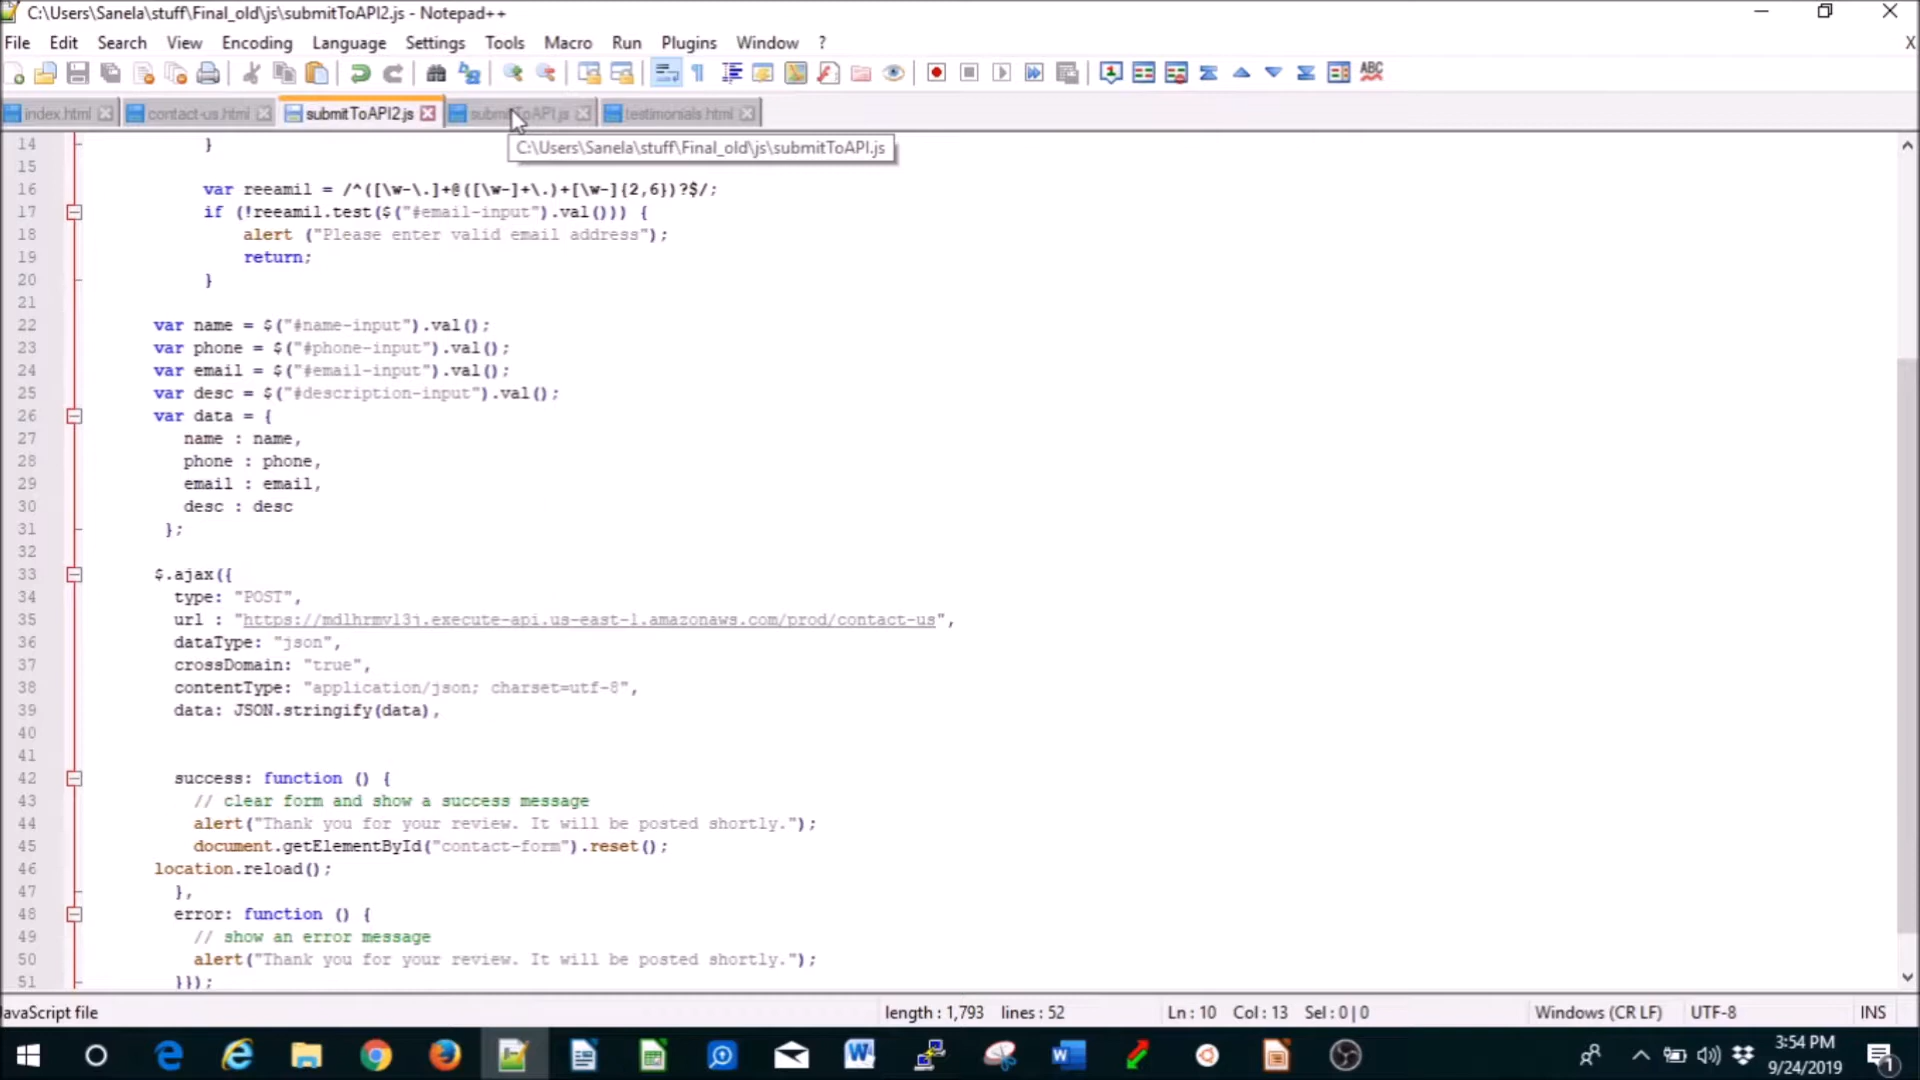 C:\Users\Sanela\stuff\Final_old\js\submitToAPI2.js - Notepad++
File Edit Search View Encoding Language Settings Tools Macro Run Plugins Window ? X
index.html contact-us.html submitToAPI2.js submitToAPI.js testimonials.html
C:\Users\Sanela\stuff\Final_old\js\submitToAPI.js
14 }
15
16 var reeamil = /^([\w-\.]+@([\w-]+\.)+[\w-]{2,6})?$/;
17 if (!reeamil.test($("#email-input").val())) {
18 alert ("Please enter valid email address");
19 return;
20 }
21
22 var name = $("#name-input").val();
23 var phone = $("#phone-input").val();
24 var email = $("#email-input").val();
25 var desc = $("#description-input").val();
26 var data = {
27 name : name,
28 phone : phone,
29 email : email,
30 desc : desc
31 };
32
33 $.ajax({
34 type: "POST",
35 url : "https://mdlhrmvl3j.execute-api.us-east-1.amazonaws.com/prod/contact-us",
36 dataType: "json",
37 crossDomain: "true",
38 contentType: "application/json; charset=utf-8",
39 data: JSON.stringify(data),
40
41
42 success: function () {
43 // clear form and show a success message
44 alert("Thank you for your review. It will be posted shortly.");
45 document.getElementById("contact-form").reset();
46 location.reload();
47 },
48 error: function () {
49 // show an error message
50 alert("Thank you for your review. It will be posted shortly.");
51 }});
JavaScript file length : 1,793 lines : 52 Ln : 10 Col : 13 Sel : 0 | 0 Windows (CR LF) UTF-8 INS
3:54 PM
9/24/2019